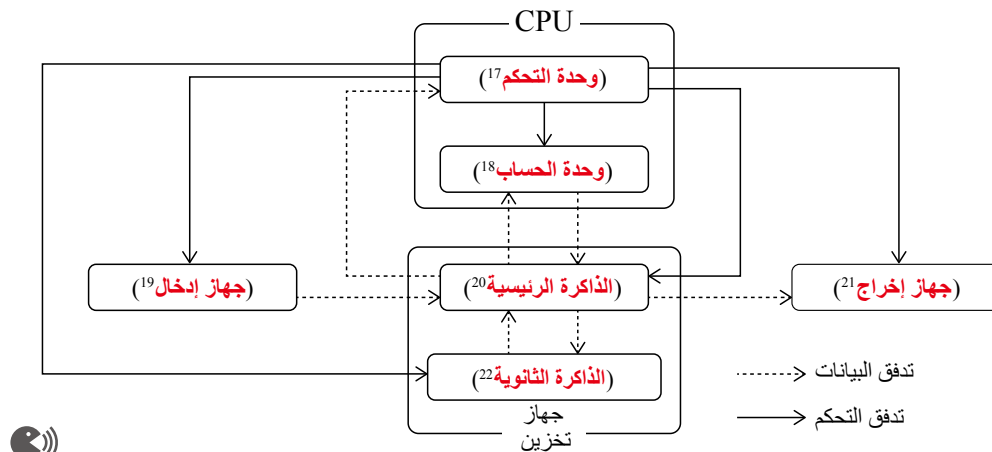 CPU
(وحدة التحكم17)
(وحدة الحساب18)
(جهاز إدخال19)
(الذاكرة الرئيسية20)
(جهاز إخراج21)
(الذاكرة الثانوية22)
جهاز
تخزين
تدفق البيانات
تدفق التحكم